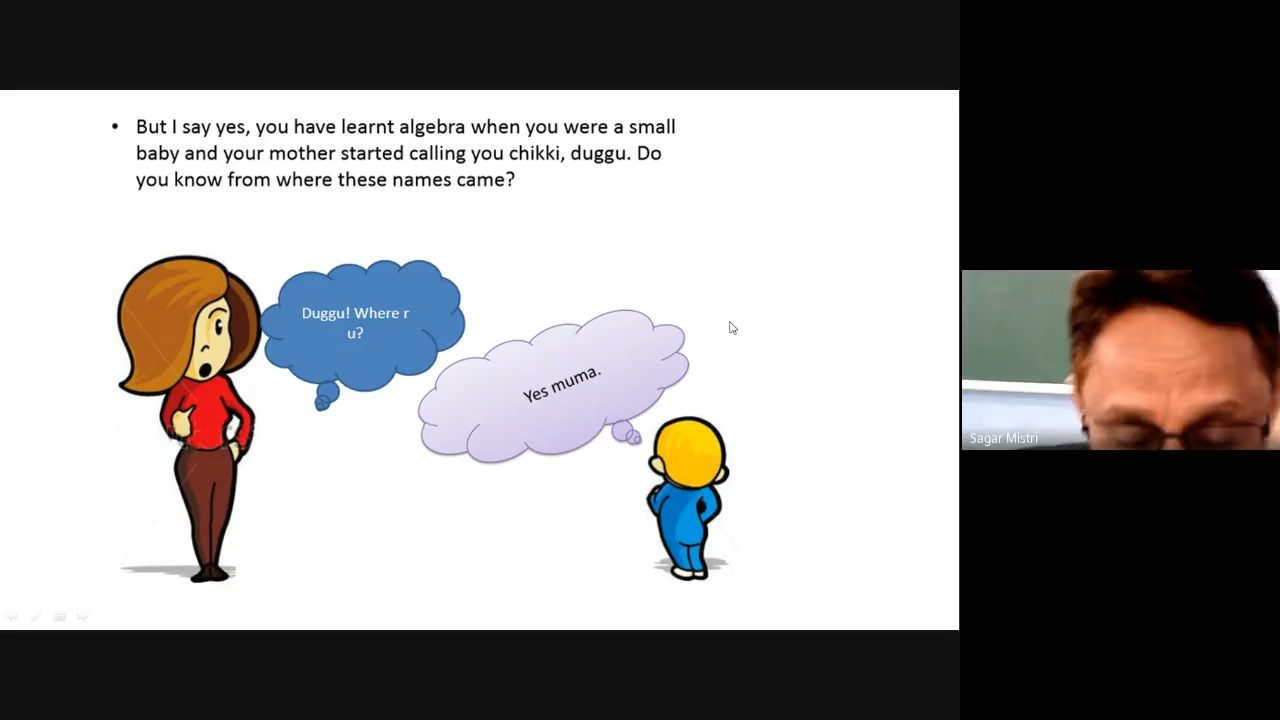 • But I say yes, you have learnt algebra when you were a small
baby and your mother started calling you chikki, duggu. Do
you know from where these names came?
Duggu! Where r
u?
Yes muma.
Sagar Mistri